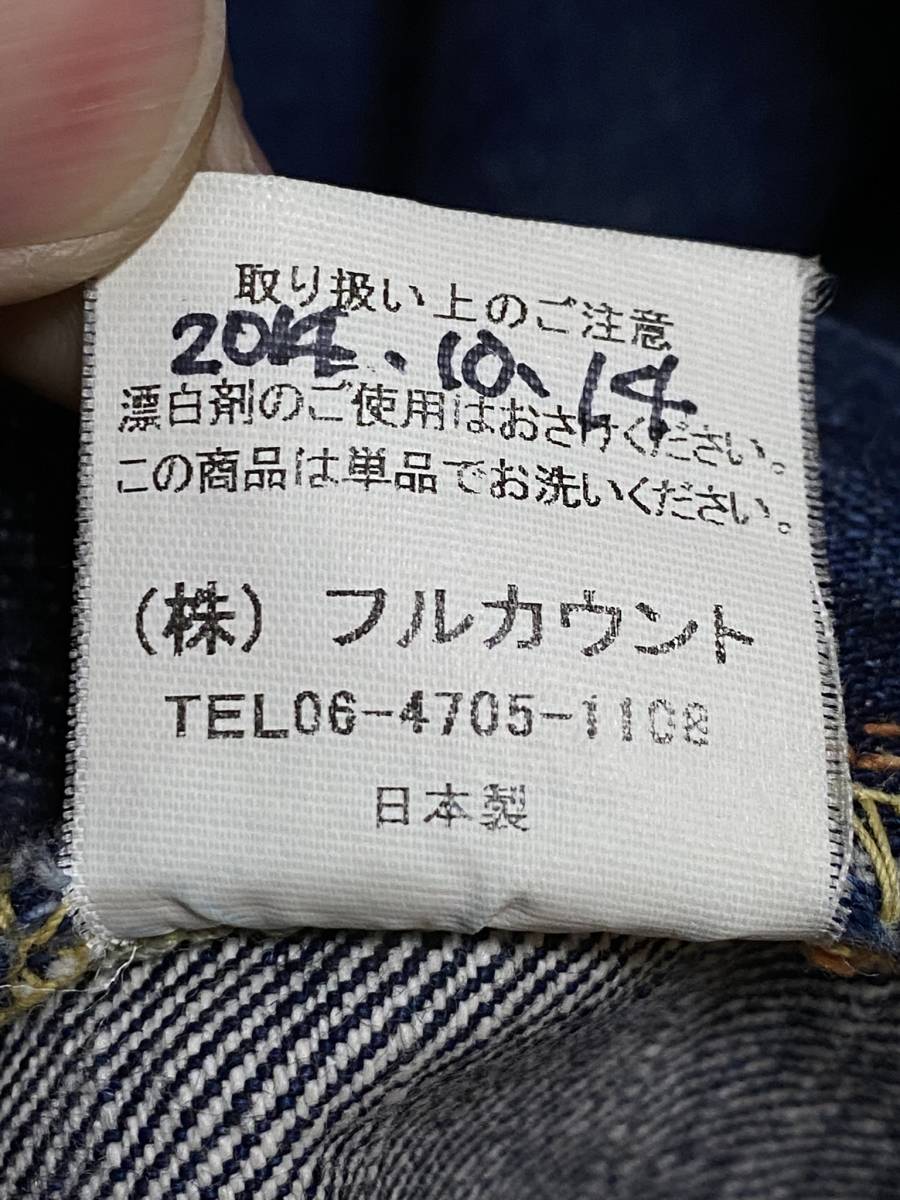 取り扱い上のご注意
2014.10.14
漂白剤のご使用はおさけください。
この商品は単品でお洗いください。
(株) フルカウント
TEL06-4705-1108
日本製